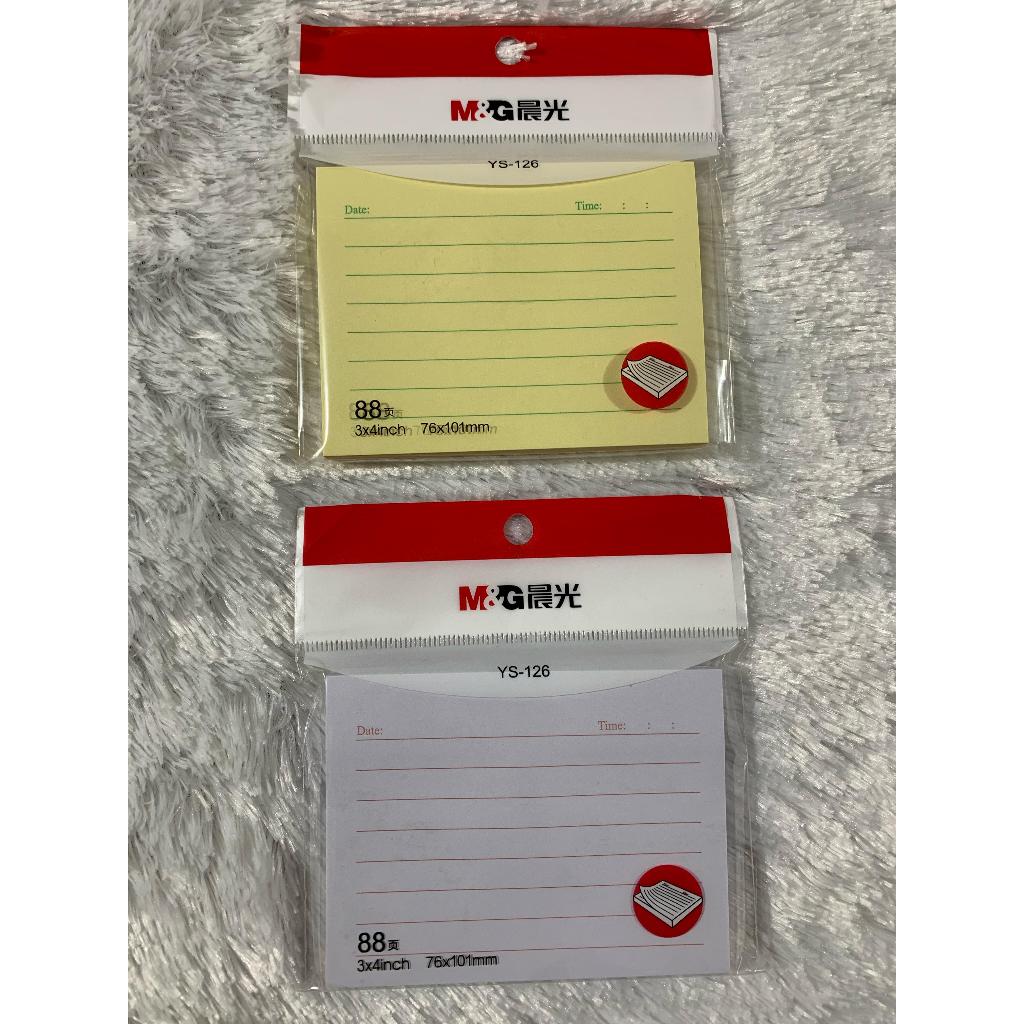 M&G晨光
YS-126
Date: Time: : :
88页
3x4inch 76x101mm
M&G晨光
YS-126
Date: Time: : :
88页
3x4inch 76x101mm